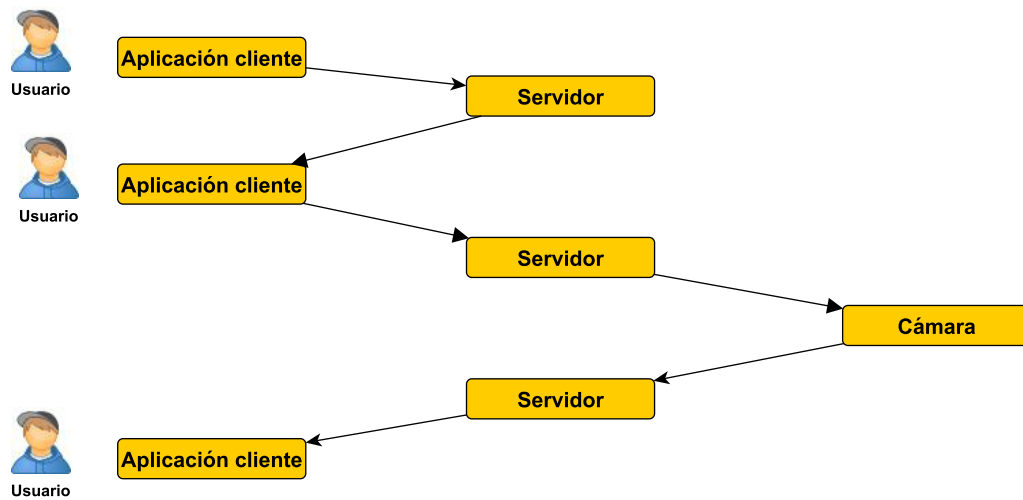 Aplicación cliente
Usuario
Servidor
Aplicación cliente
Usuario
Servidor
Cámara
Servidor
Aplicación cliente
Usuario